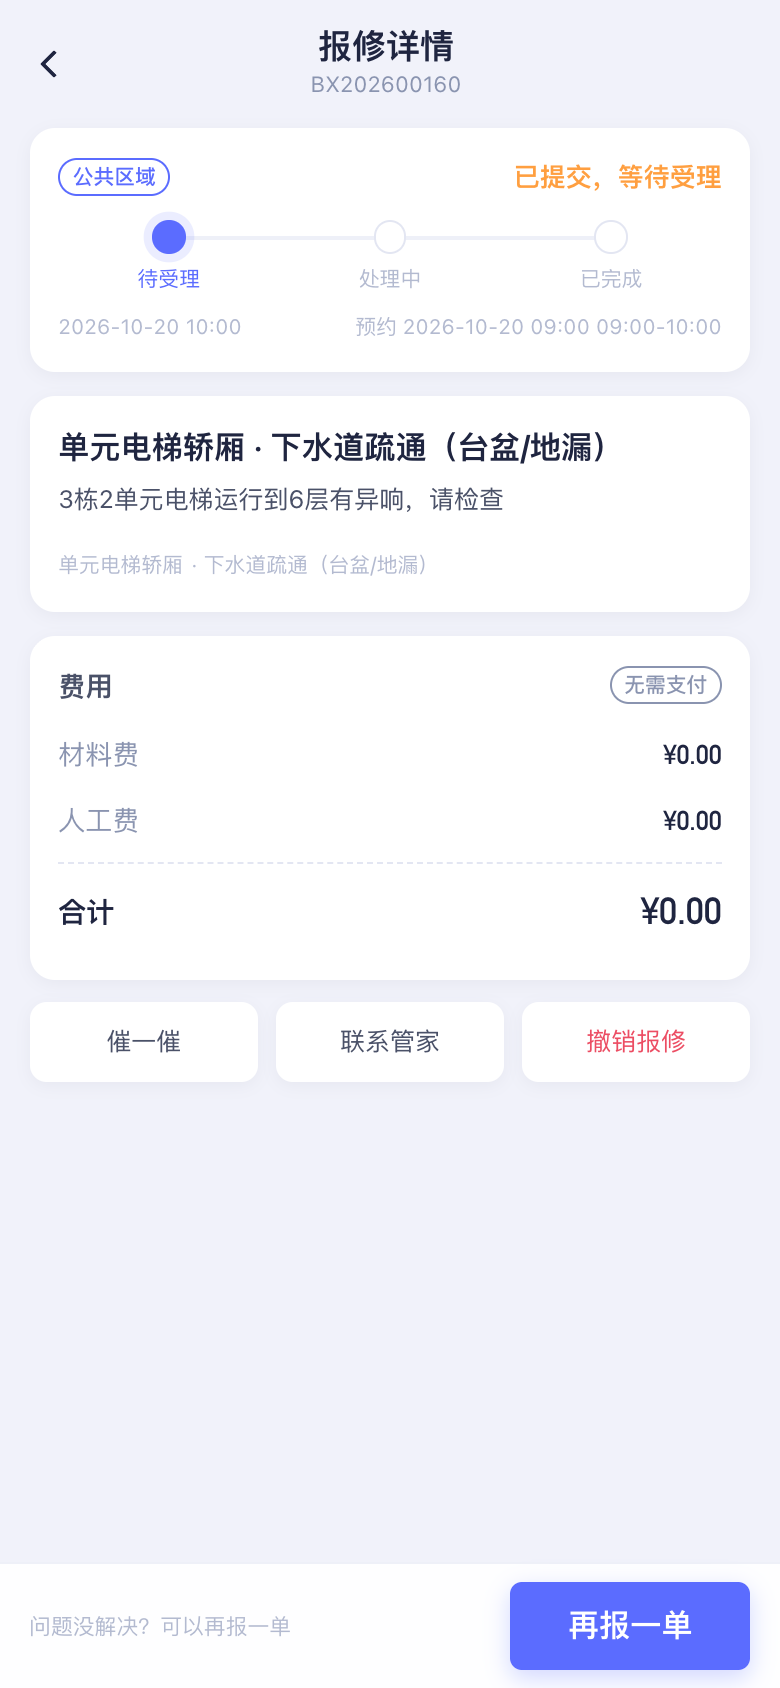 报修详情
BX202600160
公共区域
已提交，等待受理
待受理
处理中
已完成
2026-10-20 10:00
预约 2026-10-20 09:00 09:00-10:00
单元电梯轿厢 · 下水道疏通（台盆/地漏）
3栋2单元电梯运行到6层有异响，请检查
单元电梯轿厢 · 下水道疏通（台盆/地漏）
费用
无需支付
材料费
¥0.00
人工费
¥0.00
合计
¥0.00
催一催
联系管家
撤销报修
问题没解决？可以再报一单
再报一单